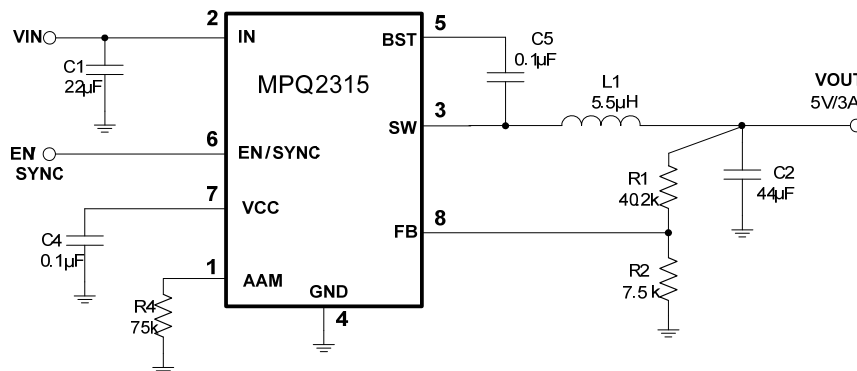 2
5
VIN
IN
BST
C5
0.1µF
C1
22µF
MPQ2315
L1
5.5µH
VOUT
5V/3A
3
SW
6
EN/
SYNC
EN/SYNC
R1
40.2k
C2
44µF
7
VCC
8
FB
C4
0.1µF
1
AAM
R2
7.5k
R4
75k
GND
4